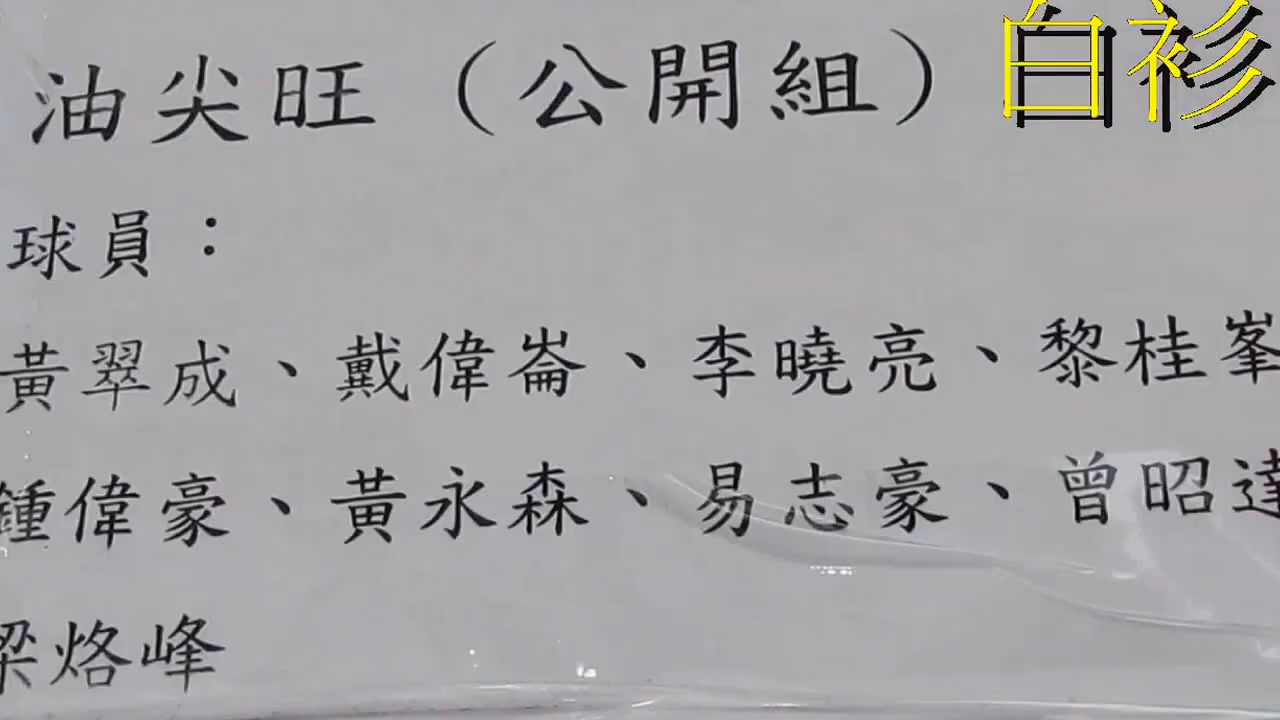 油尖旺（公開組） 白衫
球員：
黃翠成、戴偉崙、李曉亮、黎桂峯
鍾偉豪、黃永森、易志豪、曾昭達
梁烙峰